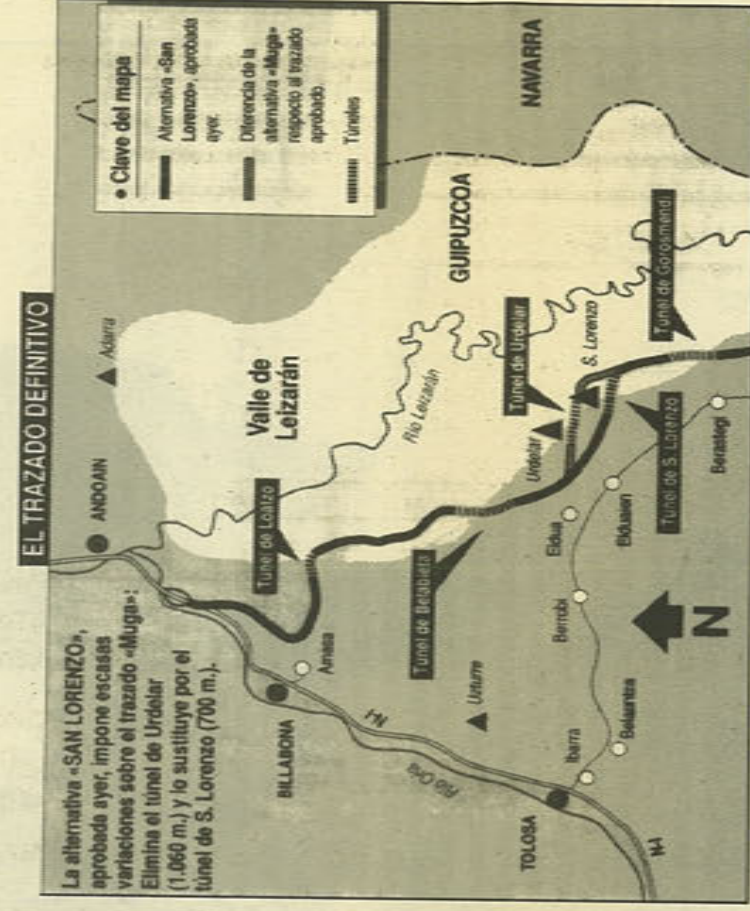 EL TRAZADO DEFINITIVO
La alternativa «SAN LORENZO»,
aprobada ayer, impone escasas
variaciones sobre el trazado «Muga»:
Elimina el túnel de Urdelar
(1.060 m.) y lo sustituye por el
túnel de S. Lorenzo (700 m.).
• Clave del mapa
Alternativa «San
Lorenzo», aprobada
ayer.
Diferencia de la
alternativa «Muga»
respecto al trazado
aprobado.
Túneles
ANDOAIN
Adarra
Valle de
Leizarán
Túnel de Loatzo
Río Leizarán
GUIPUZCOA
NAVARRA
BILLABONA
Amasa
N-I
Río Oria
Uzturre
Túnel de Belabieta
Urdelar
Túnel de Urdelar
S. Lorenzo
Túnel de Gorosmendi
Túnel de S. Lorenzo
Eldua
Elduaien
Berastegi
Berrobi
Ibarra
Belauntza
TOLOSA
N-I
N